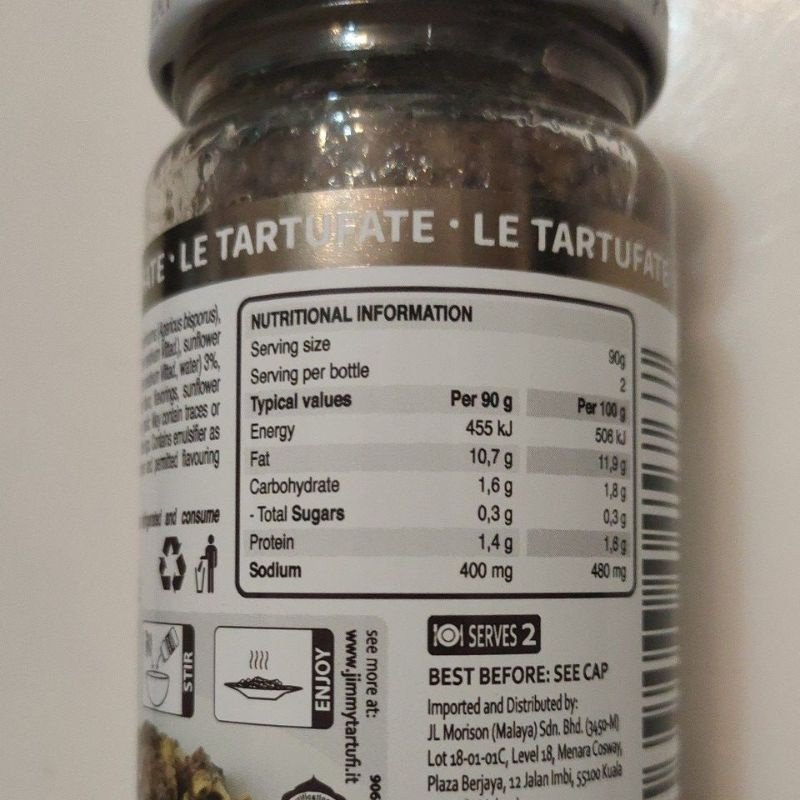 LE TARTUFATE · LE TARTUFATE
(Agaricus bisporus),
sunflower
water) 3%,
flavorings, sunflower
May contain traces or
Contains emulsifier as
permitted flavouring
and consume
NUTRITIONAL INFORMATION
Serving size 90g
Serving per bottle 2
Typical values Per 90 g Per 100 g
Energy 455 kJ 506 kJ
Fat 10,7 g 11,9 g
Carbohydrate 1,6 g 1,8 g
- Total Sugars 0,3 g 0,3 g
Protein 1,4 g 1,6 g
Sodium 400 mg 480 mg
STIR
ENJOY
see more at:
www.jimmytartufi.it
906
SERVES 2
BEST BEFORE: SEE CAP
Imported and Distributed by:
JL Morison (Malaya) Sdn. Bhd. (3450-M)
Lot 18-01-01C, Level 18, Menara Cosway,
Plaza Berjaya, 12 Jalan Imbi, 55100 Kuala